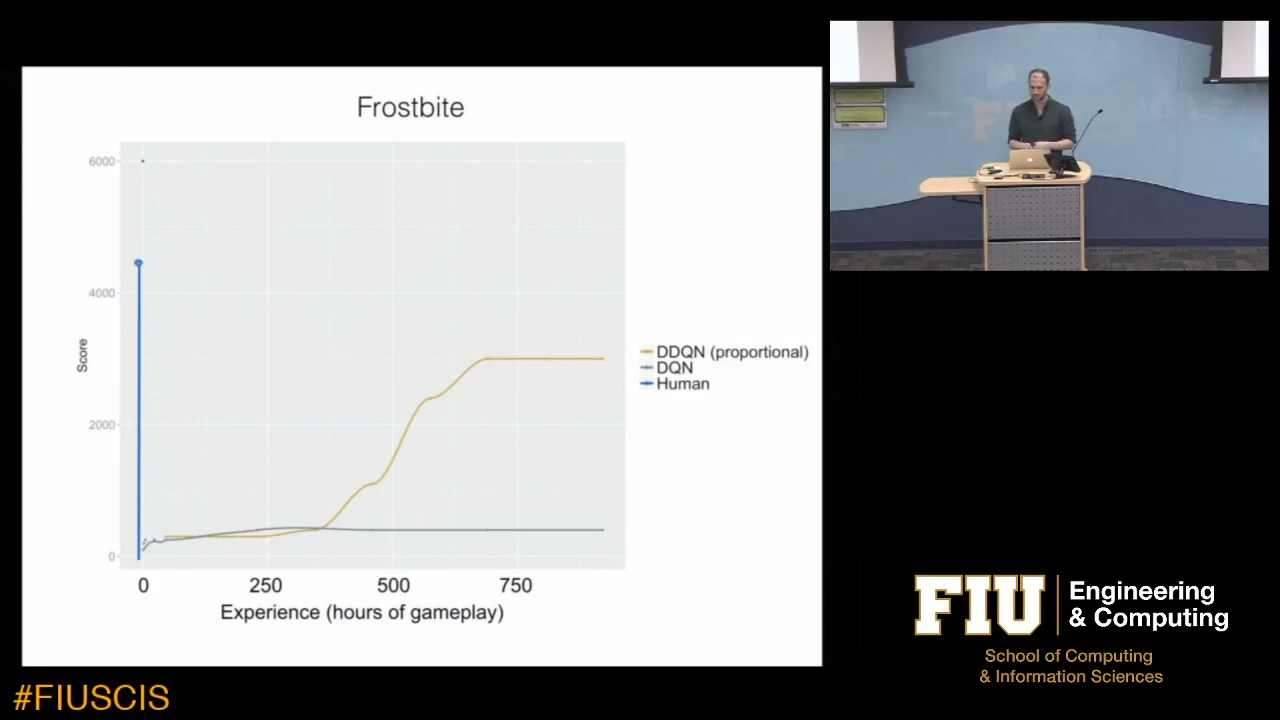 Frostbite
6000
4000
2000
0
Score
0 250 500 750
Experience (hours of gameplay)
DDQN (proportional)
DQN
Human
FIU
Engineering
& Computing
School of Computing
& Information Sciences
#FIUSCIS